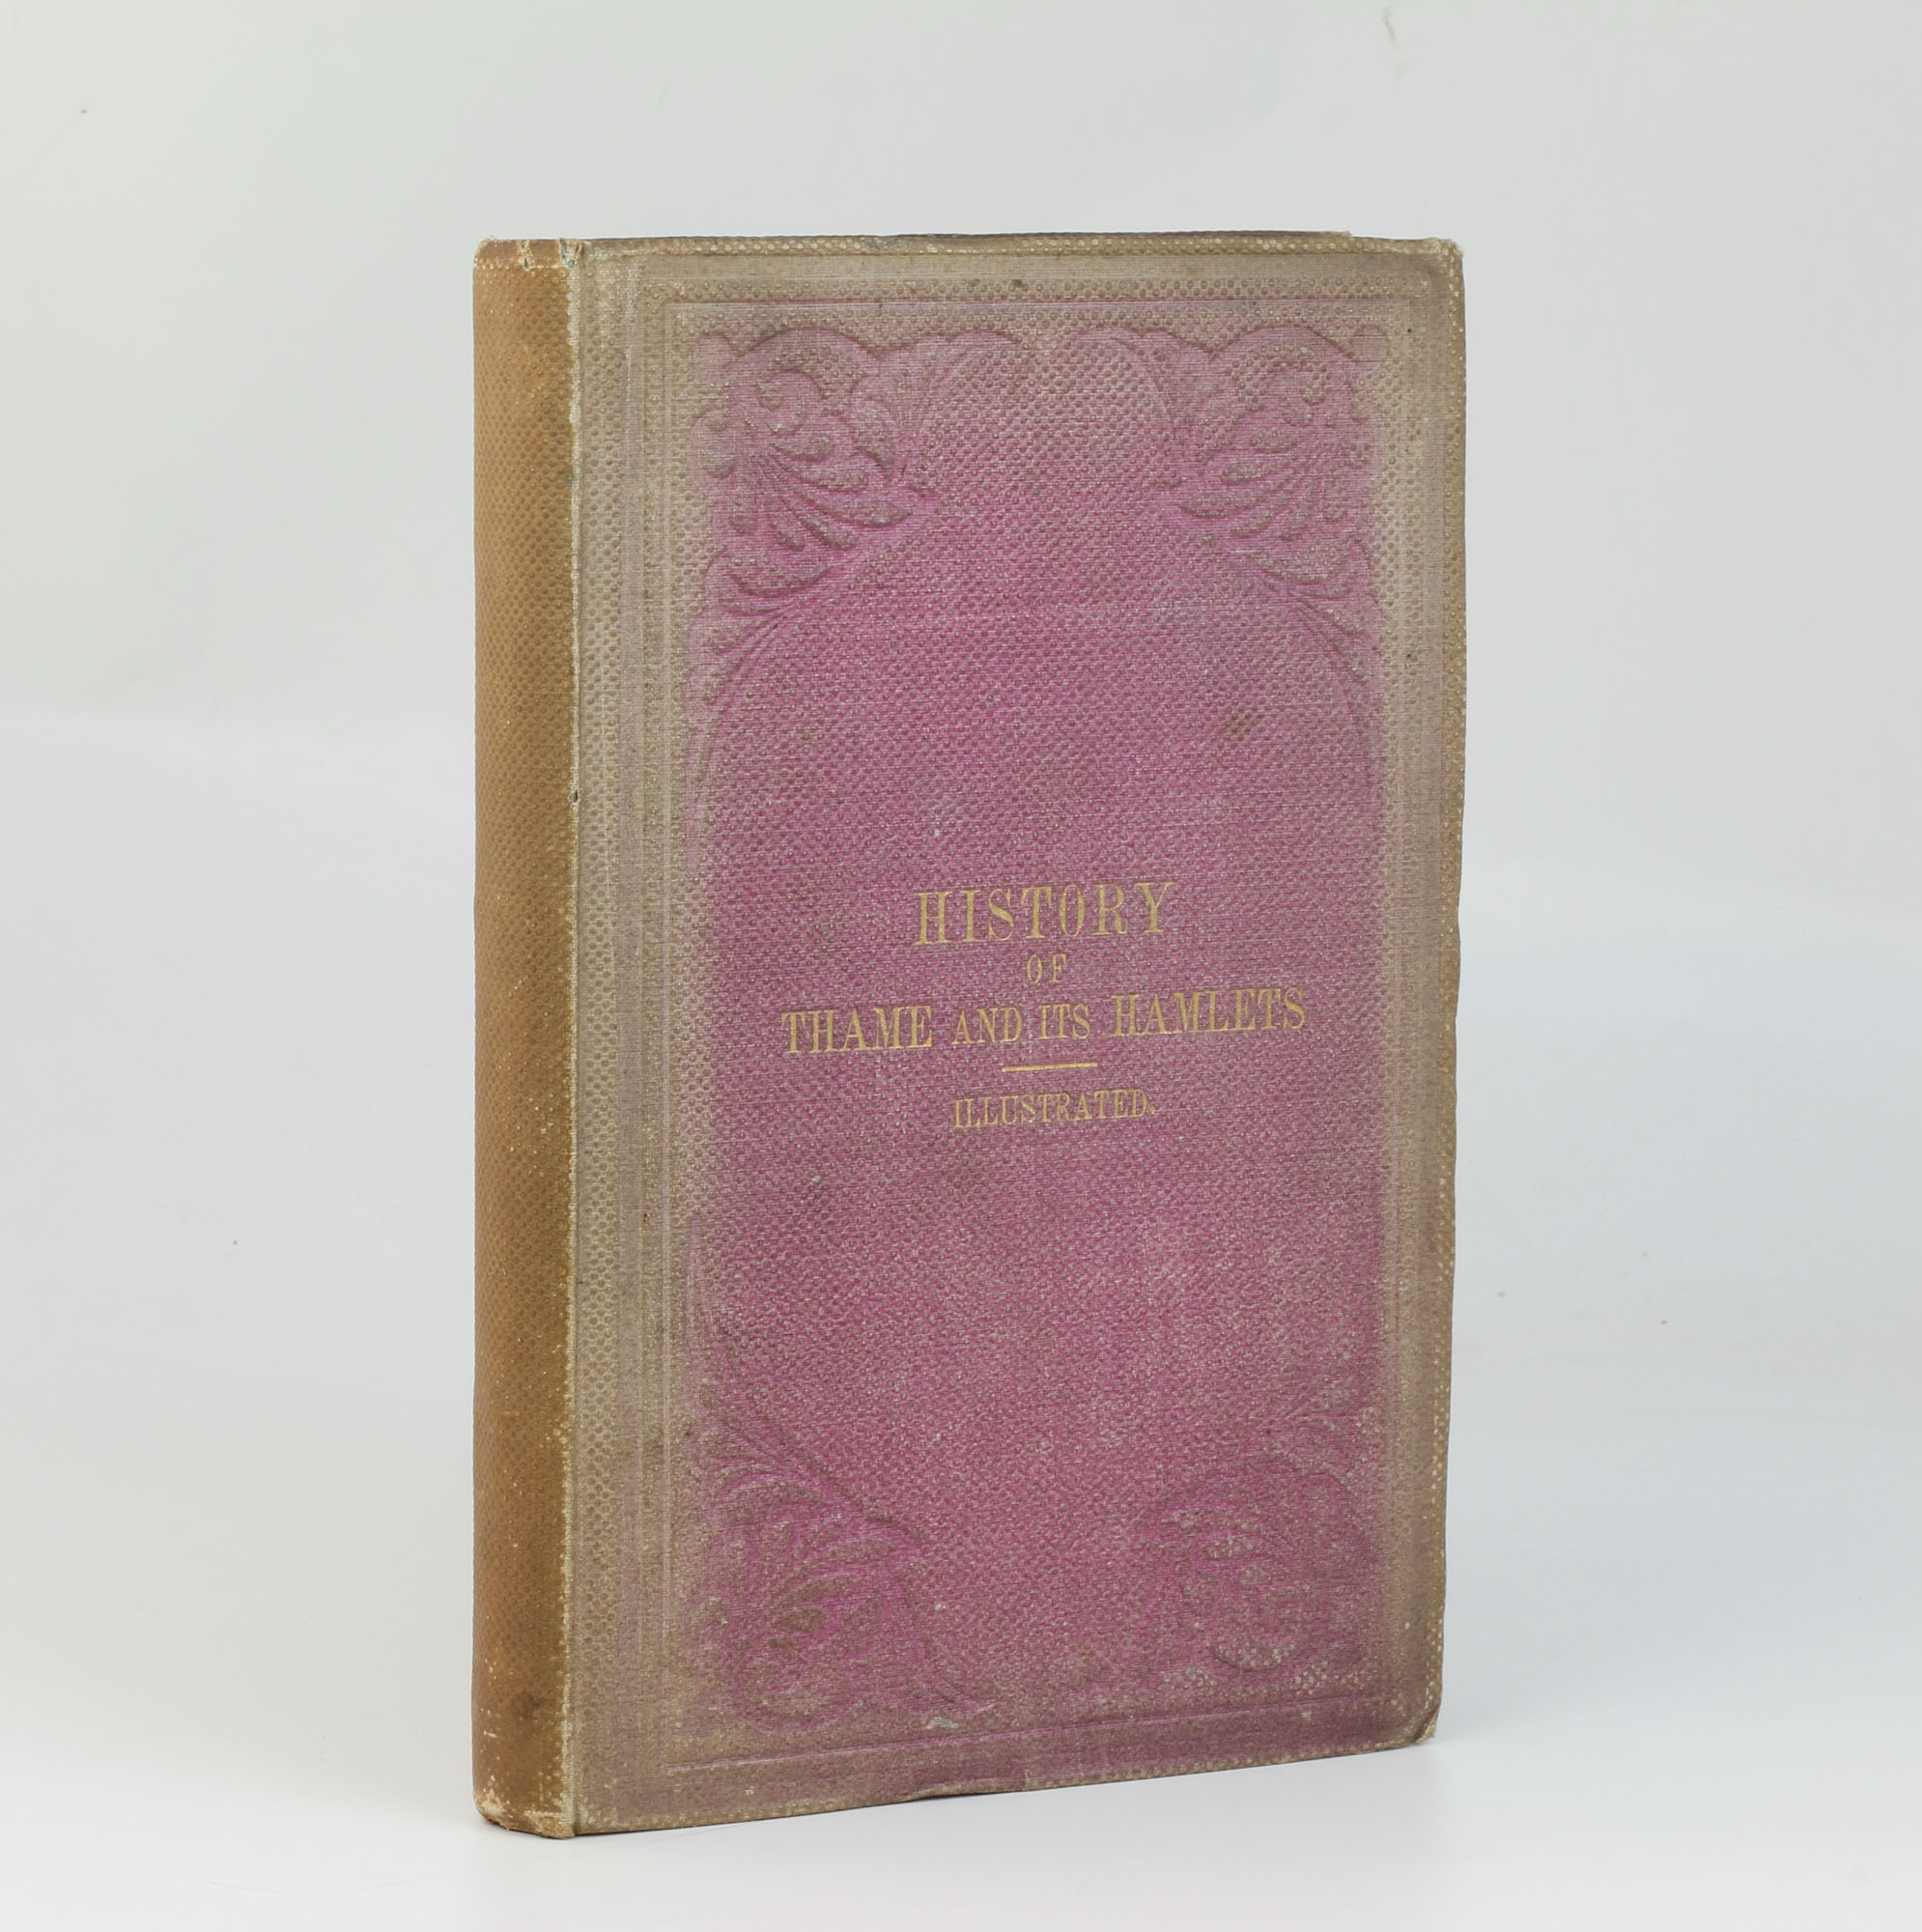 HISTORY
OF
THAME AND ITS HAMLETS
ILLUSTRATED.